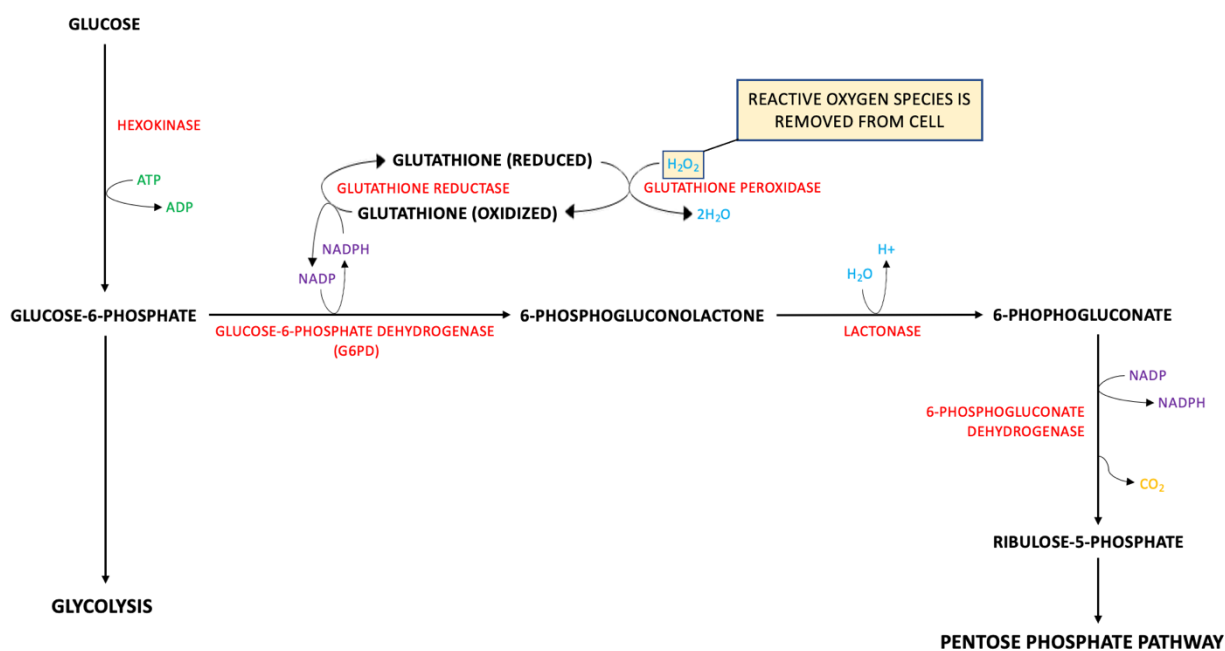 GLUCOSE
HEXOKINASE
ATP
ADP
REACTIVE OXYGEN SPECIES IS
REMOVED FROM CELL
GLUTATHIONE (REDUCED)
H₂O₂
GLUTATHIONE REDUCTASE
GLUTATHIONE PEROXIDASE
GLUTATHIONE (OXIDIZED)
2H₂O
NADPH
NADP
H₂O
H+
GLUCOSE-6-PHOSPHATE
GLUCOSE-6-PHOSPHATE DEHYDROGENASE
(G6PD)
6-PHOSPHOGLUCONOLACTONE
LACTONASE
6-PHOPHOGLUCONATE
NADP
NADPH
6-PHOSPHOGLUCONATE
DEHYDROGENASE
CO₂
RIBULOSE-5-PHOSPHATE
GLYCOLYSIS
PENTOSE PHOSPHATE PATHWAY